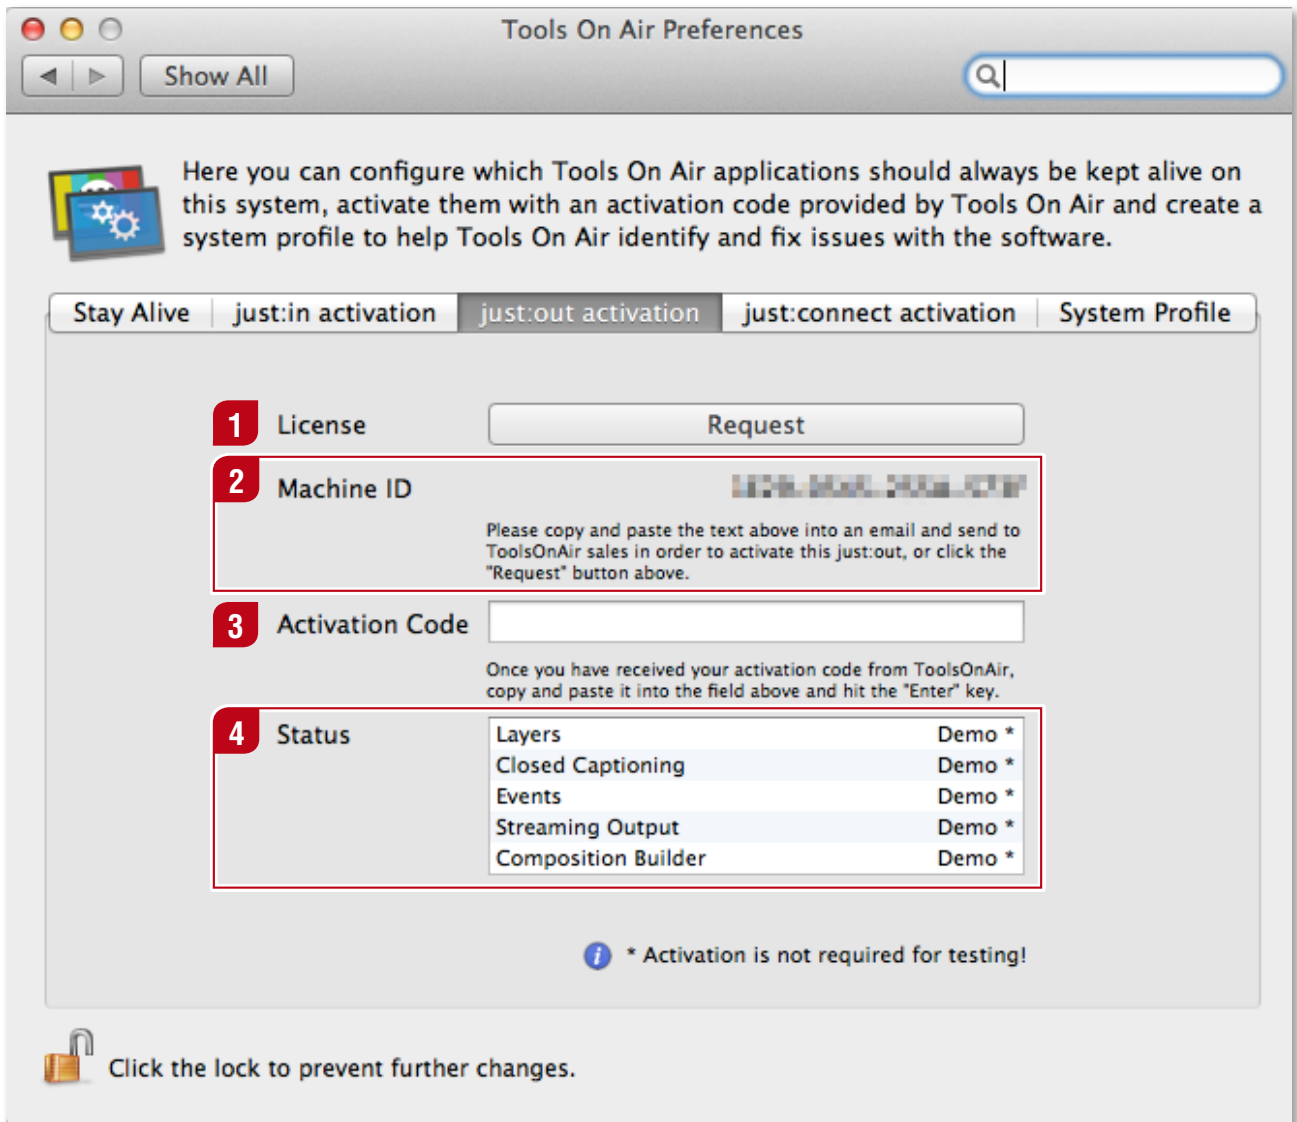 Tools On Air Preferences
Show All
Here you can configure which Tools On Air applications should always be kept alive on
this system, activate them with an activation code provided by Tools On Air and create a
system profile to help Tools On Air identify and fix issues with the software.
Stay Alive just:in activation just:out activation just:connect activation System Profile
1 License Request
2 Machine ID
Please copy and paste the text above into an email and send to
ToolsOnAir sales in order to activate this just:out, or click the
"Request" button above.
3 Activation Code
Once you have received your activation code from ToolsOnAir,
copy and paste it into the field above and hit the "Enter" key.
4 Status Layers Demo *
Closed Captioning Demo *
Events Demo *
Streaming Output Demo *
Composition Builder Demo *
i * Activation is not required for testing!
Click the lock to prevent further changes.